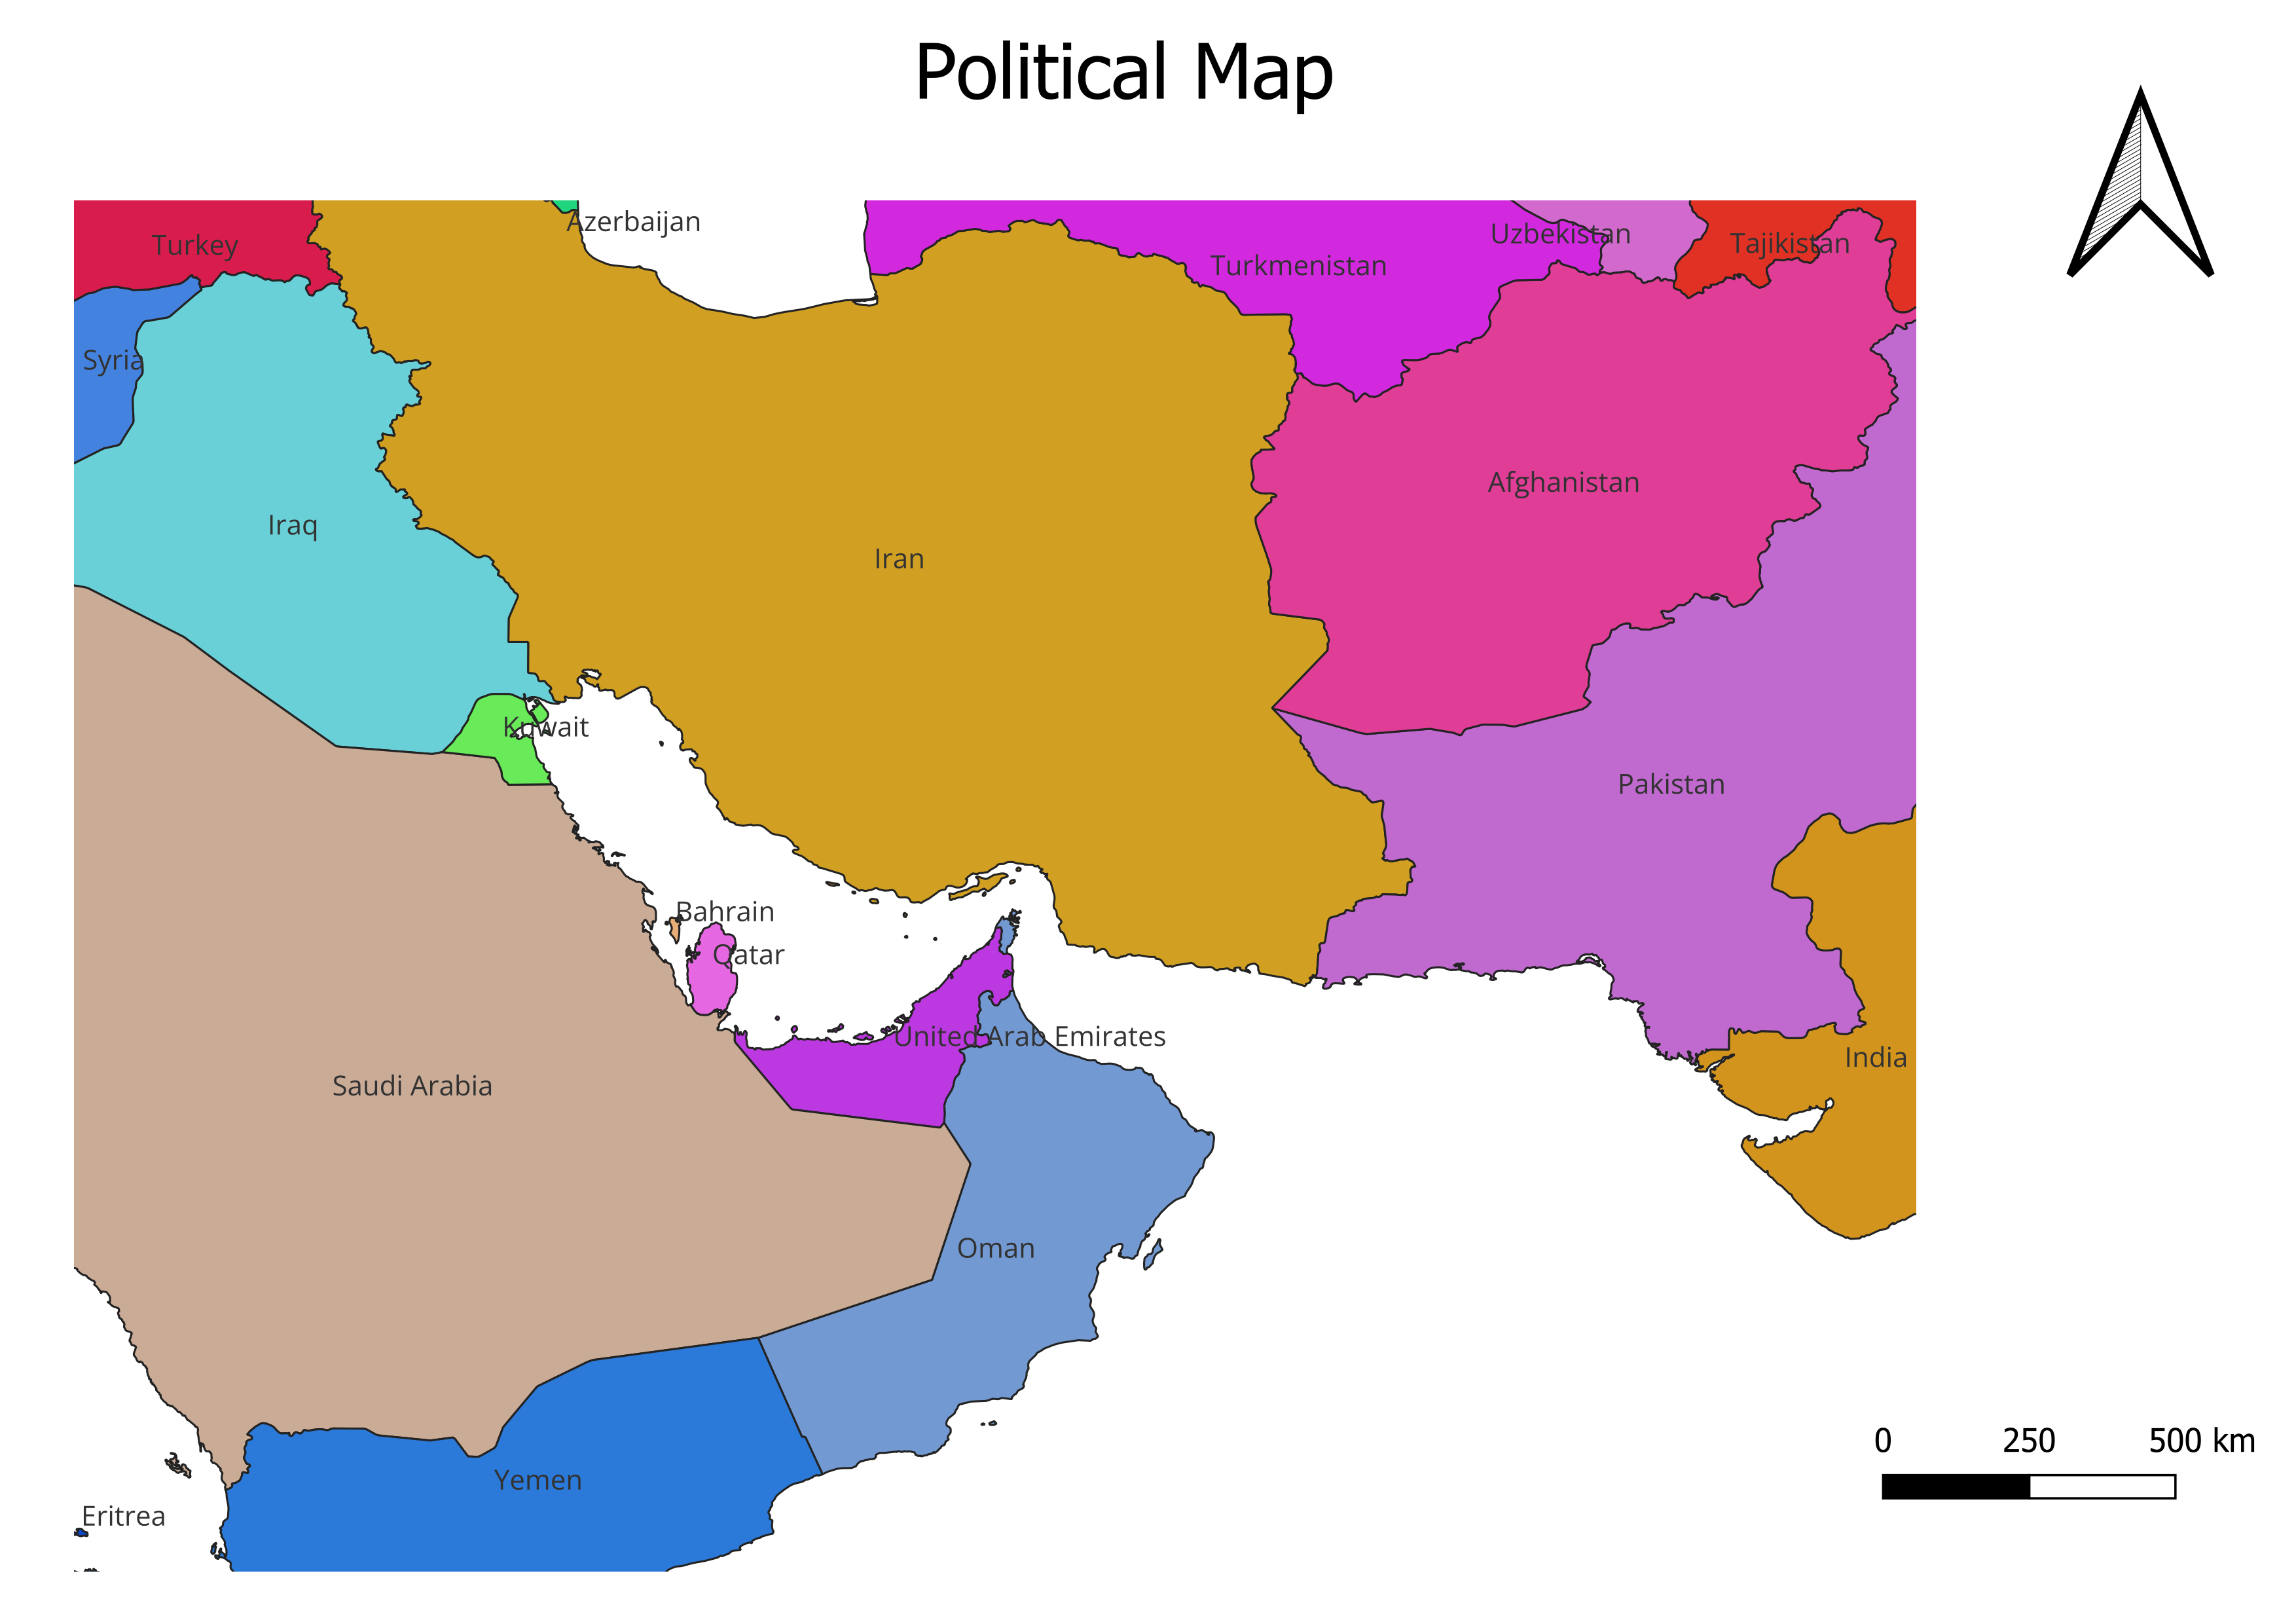 Political Map
Azerbaijan
Turkey
Uzbekistan
Tajikistan
Turkmenistan
Syria
Afghanistan
Iraq
Iran
Kuwait
Pakistan
Bahrain
Qatar
United Arab Emirates
India
Saudi Arabia
Oman
0 250 500 km
Yemen
Eritrea